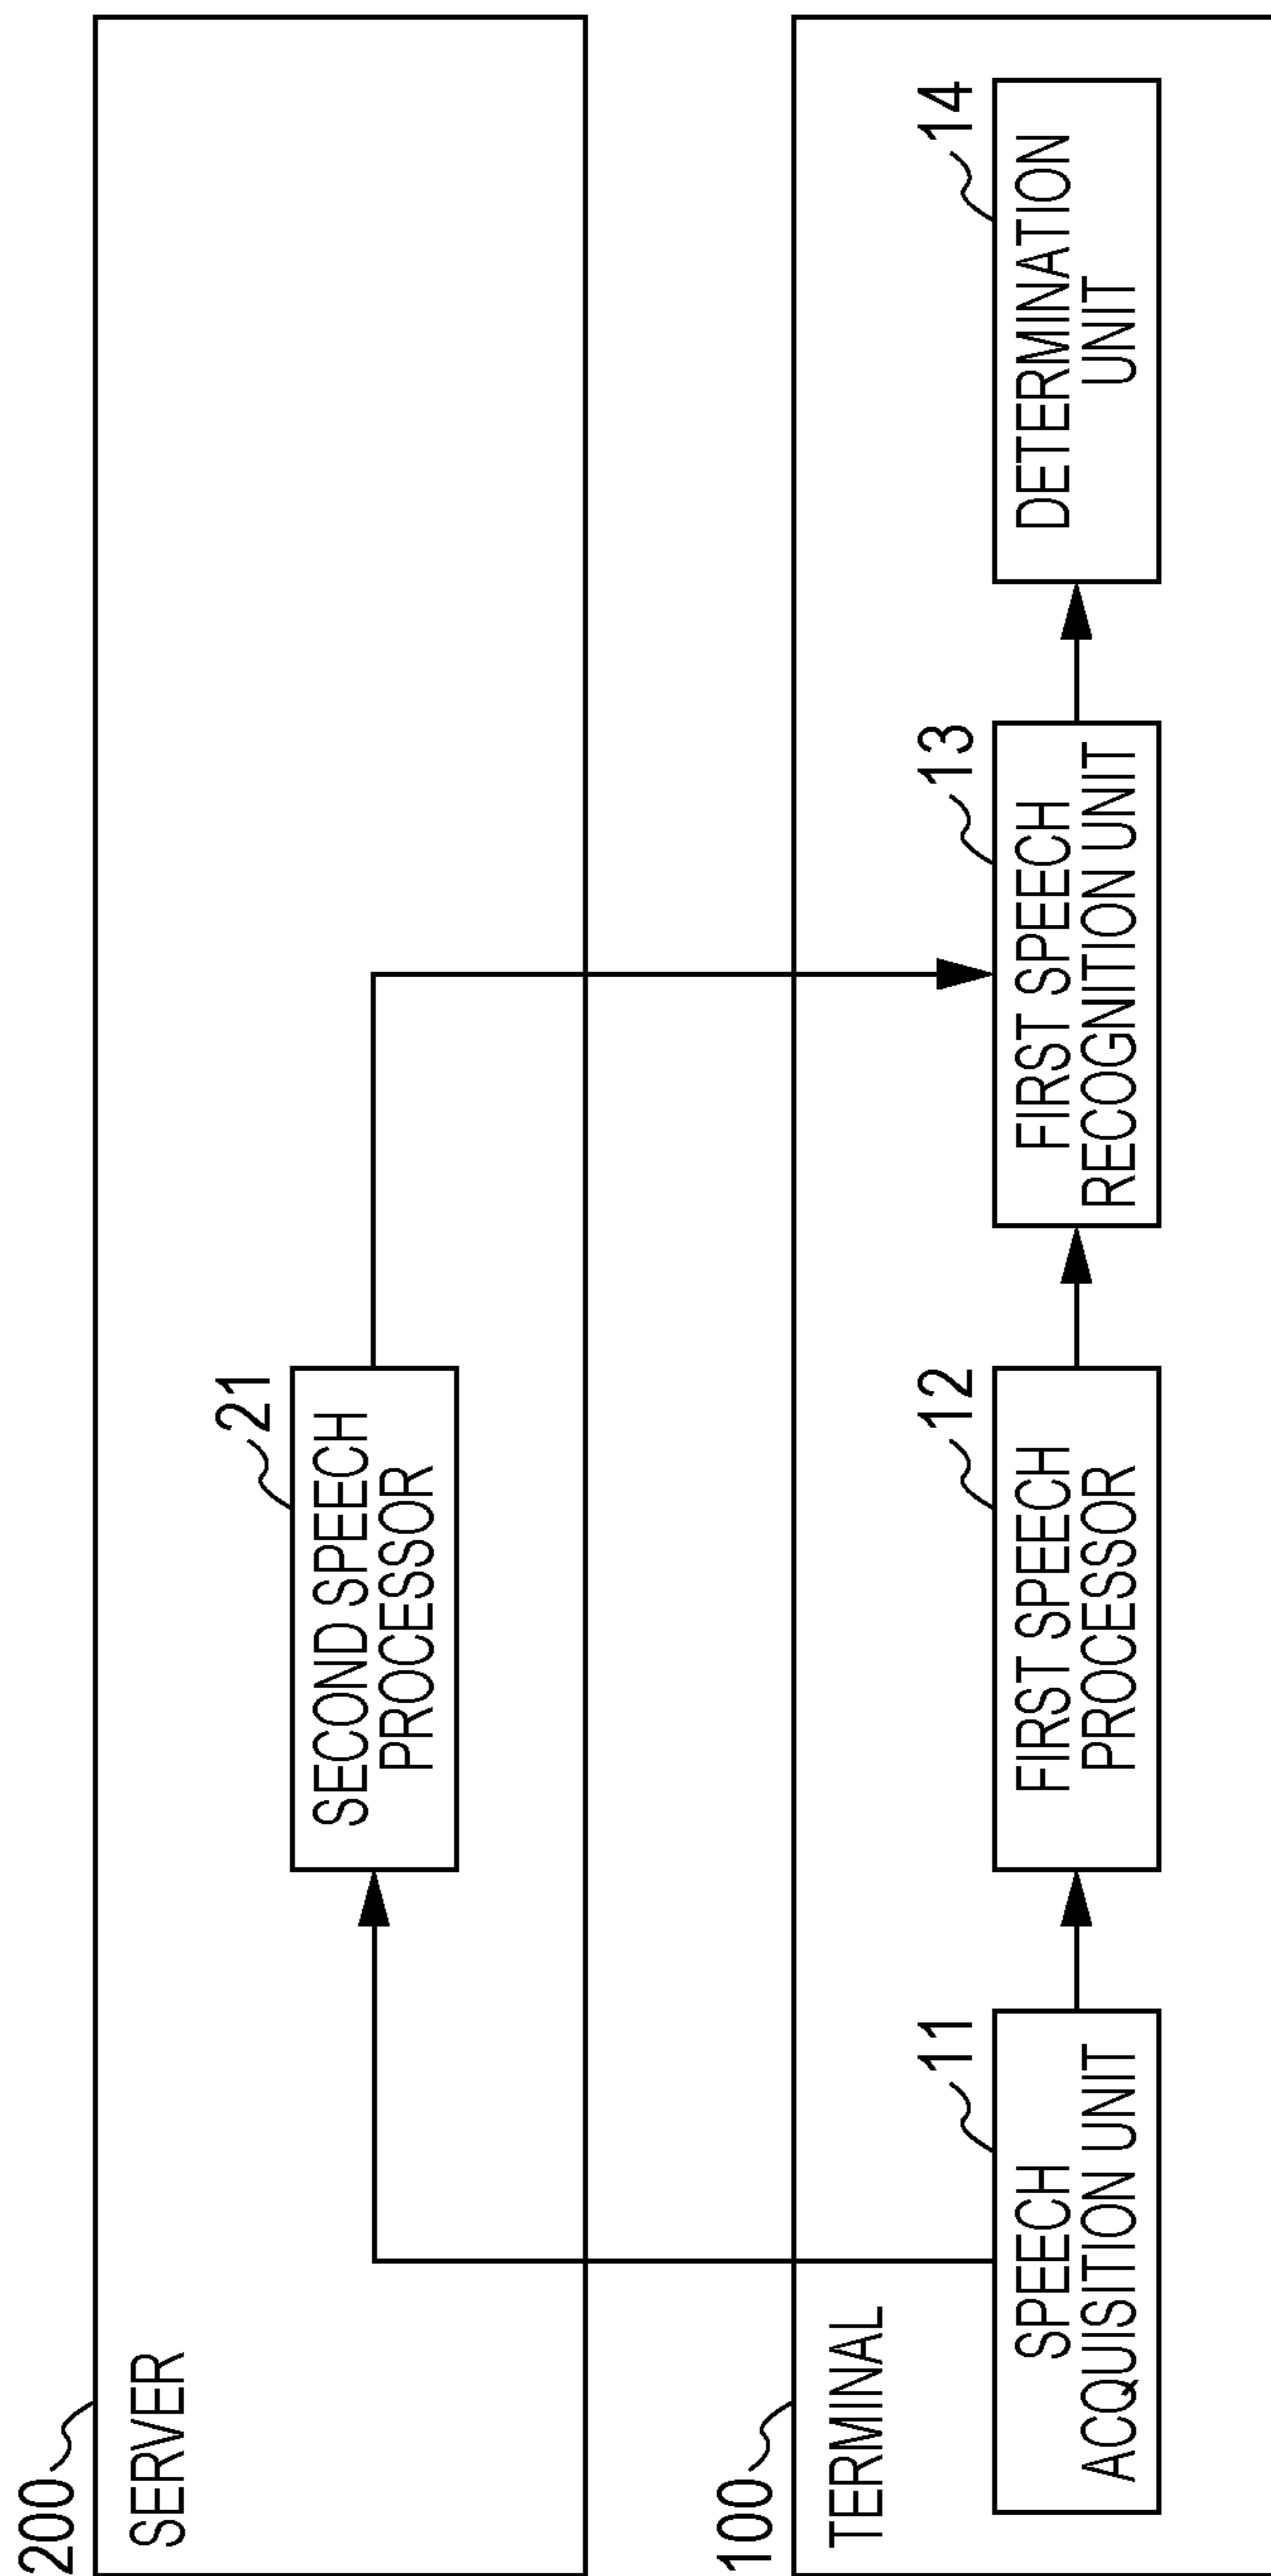 200
SERVER
21
SECOND SPEECH
PROCESSOR
100
TERMINAL
11
SPEECH
ACQUISITION UNIT
12
FIRST SPEECH
PROCESSOR
13
FIRST SPEECH
RECOGNITION UNIT
14
DETERMINATION
UNIT